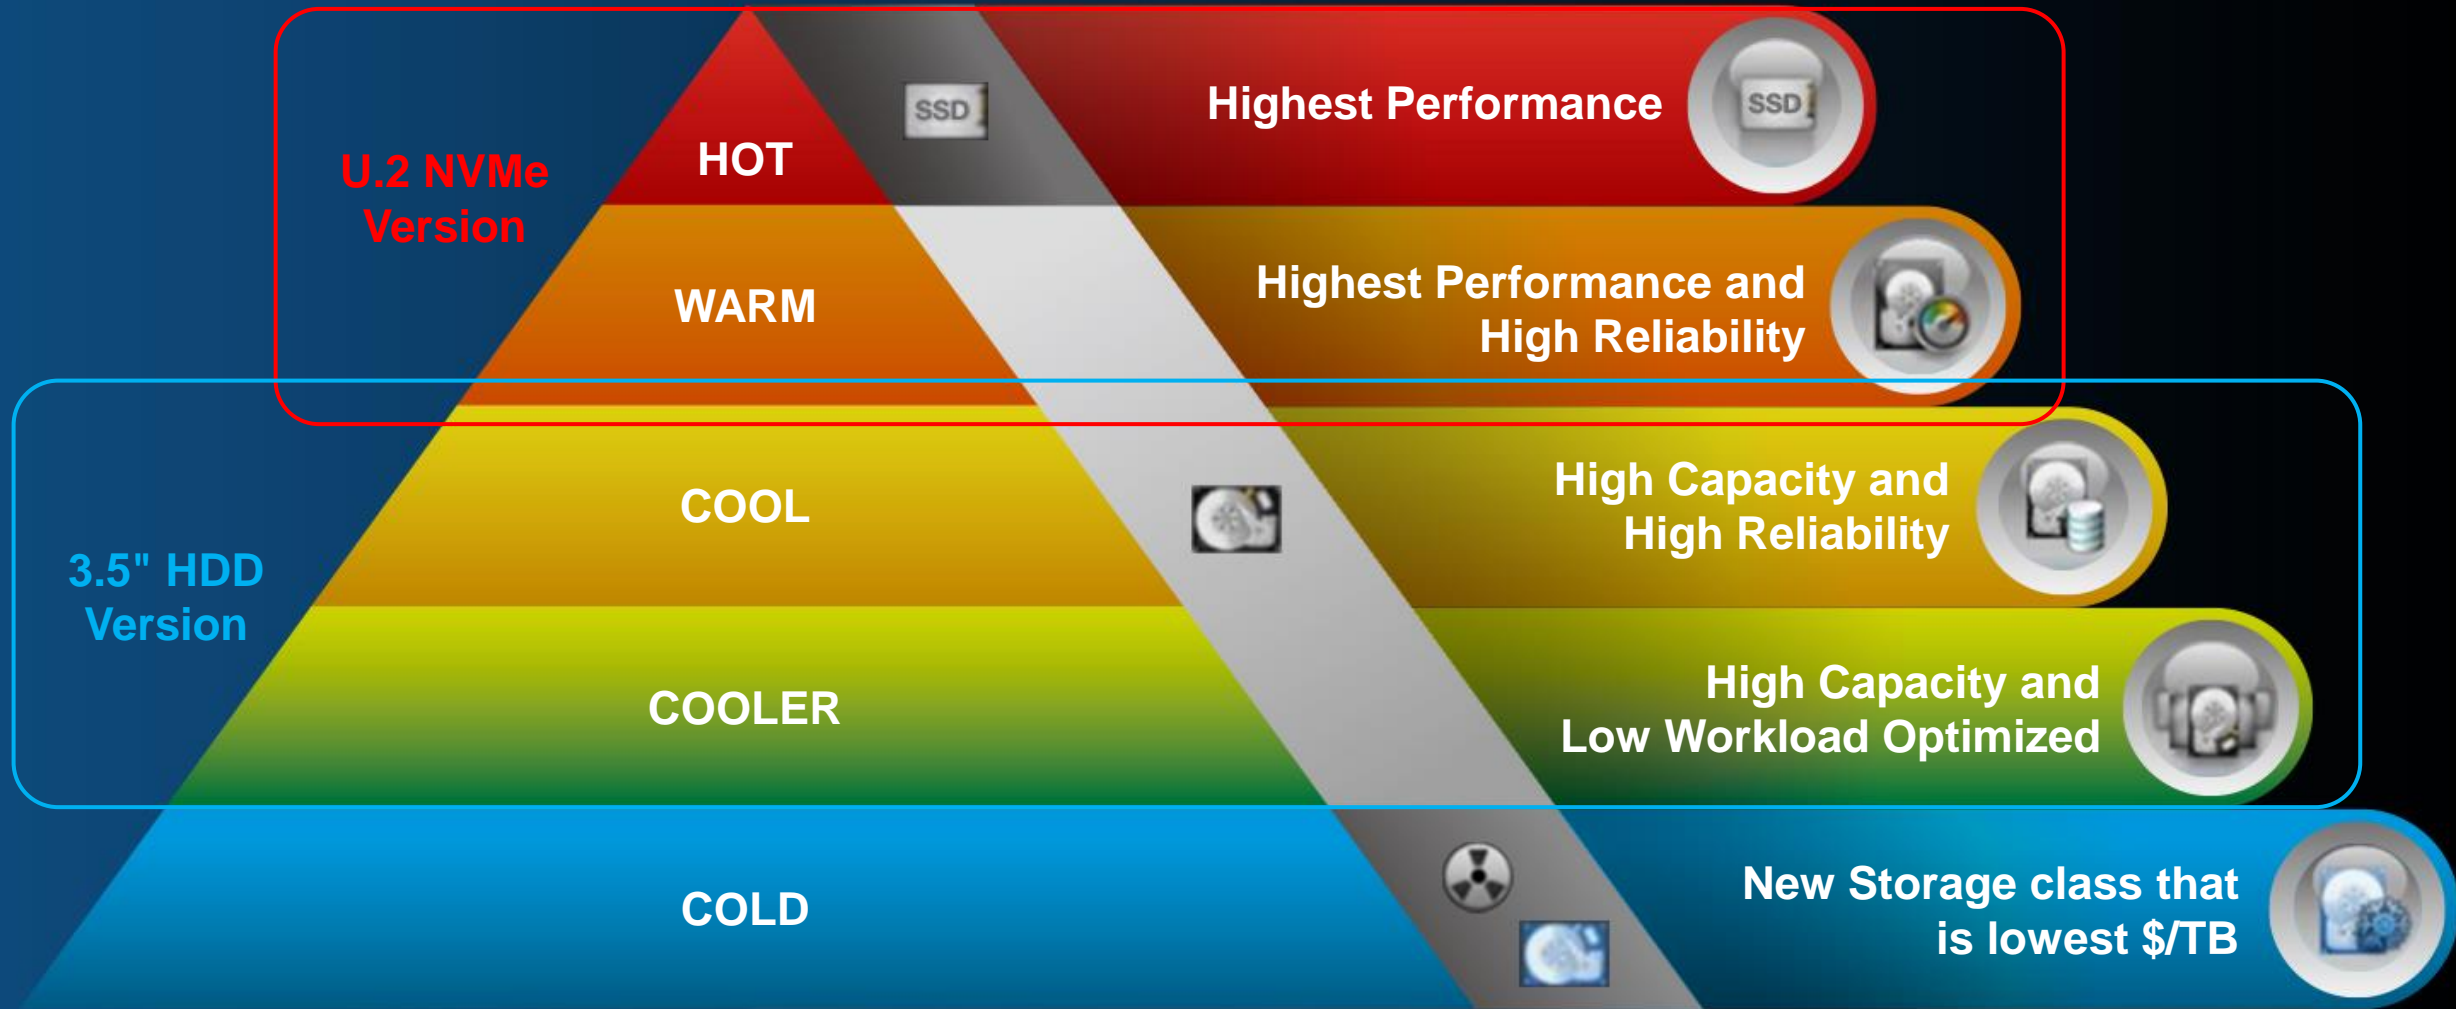 SSD
Highest Performance
SSD
HOT
U.2 NVMe
Version
WARM
Highest Performance and
High Reliability
COOL
High Capacity and
High Reliability
3.5" HDD
Version
COOLER
High Capacity and
Low Workload Optimized
COLD
New Storage class that
is lowest $/TB